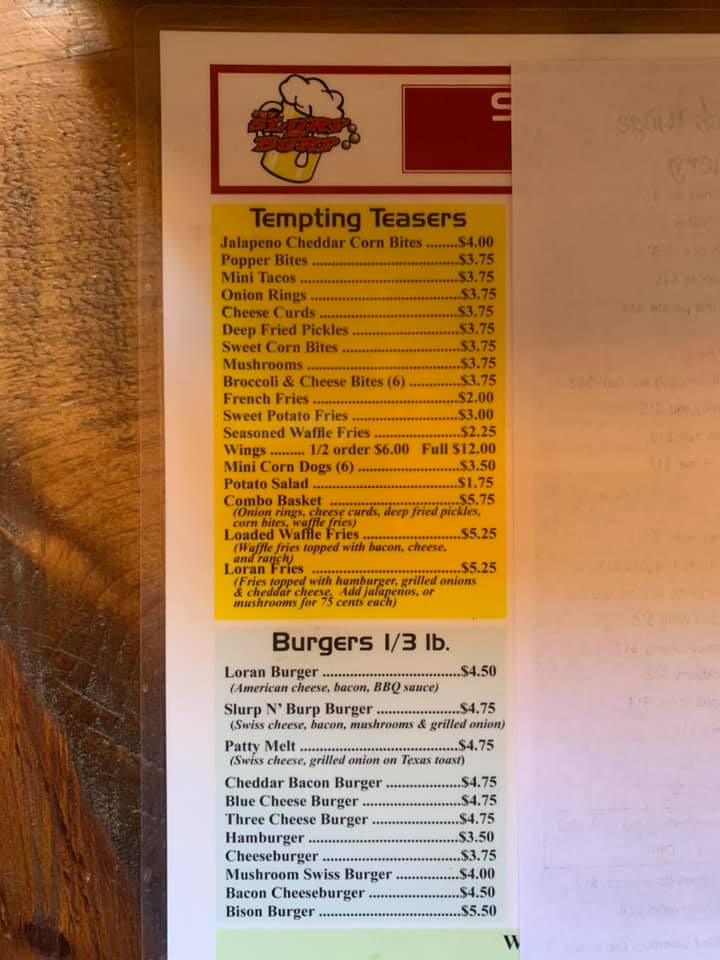 THE
SLURP
N
BURP
S
Tempting Teasers
Jalapeno Cheddar Corn Bites ........$4.00
Popper Bites ......................................$3.75
Mini Tacos .........................................$3.75
Onion Rings .......................................$3.75
Cheese Curds .....................................$3.75
Deep Fried Pickles .............................$3.75
Sweet Corn Bites ...............................$3.75
Mushrooms ........................................$3.75
Broccoli & Cheese Bites (6) .............$3.75
French Fries .......................................$2.00
Sweet Potato Fries .............................$3.00
Seasoned Waffle Fries .......................$2.25
Wings ......... 1/2 order $6.00 Full $12.00
Mini Corn Dogs (6) ...........................$3.50
Potato Salad .......................................$1.75
Combo Basket ..................................$5.75
(Onion rings, cheese curds, deep fried pickles,
corn bites, waffle fries)
Loaded Waffle Fries ..........................$5.25
(Waffle fries topped with bacon, cheese,
and ranch)
Loran Fries .......................................$5.25
(Fries topped with hamburger, grilled onions
& cheddar cheese. Add jalapenos, or
mushrooms for 75 cents each)
Burgers 1/3 lb.
Loran Burger ....................................$4.50
(American cheese, bacon, BBQ sauce)
Slurp N' Burp Burger .......................$4.75
(Swiss cheese, bacon, mushrooms & grilled onion)
Patty Melt .........................................$4.75
(Swiss cheese, grilled onion on Texas toast)
Cheddar Bacon Burger ....................$4.75
Blue Cheese Burger ..........................$4.75
Three Cheese Burger ........................$4.75
Hamburger ........................................$3.50
Cheeseburger ....................................$3.75
Mushroom Swiss Burger .................$4.00
Bacon Cheeseburger ........................$4.50
Bison Burger .....................................$5.50
W